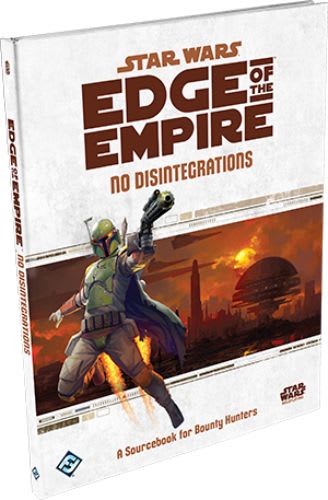 STAR WARS
EDGE OF THE
EMPIRE
NO DISINTEGRATIONS
STAR WARS
A Sourcebook for Bounty Hunters
EDGE OF THE EMPIRE NO DISINTEGRATIONS